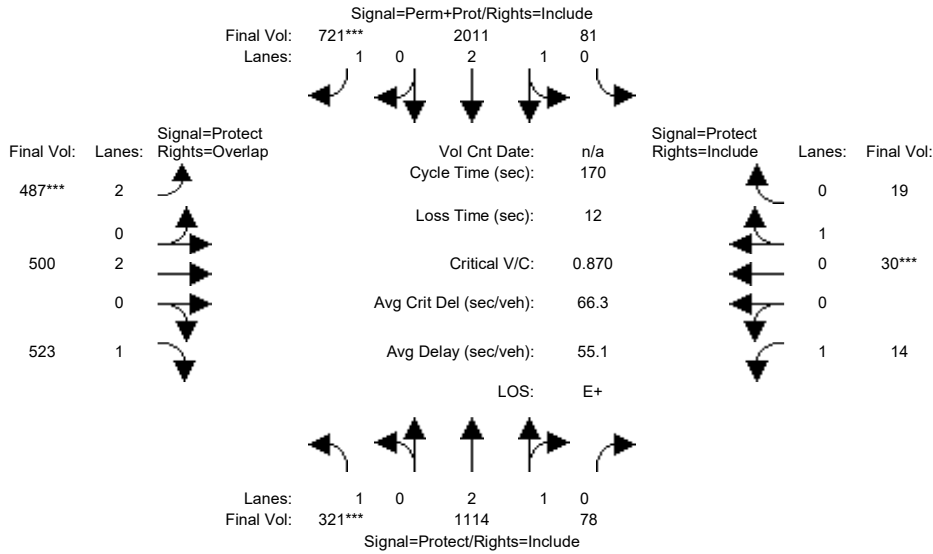 Signal=Perm+Prot/Rights=Include
Final Vol: 721*** 2011 81
Lanes: 1 0 2 1 0
Signal=Protect
Final Vol: Lanes: Rights=Overlap
Vol Cnt Date: n/a
Signal=Protect
Rights=Include Lanes: Final Vol:
Cycle Time (sec): 170
487*** 2
0 19
Loss Time (sec): 12
0
1
500 2
Critical V/C: 0.870
0 30***
0
Avg Crit Del (sec/veh): 66.3
0
523 1
Avg Delay (sec/veh): 55.1
1 14
LOS: E+
Lanes: 1 0 2 1 0
Final Vol: 321*** 1114 78
Signal=Protect/Rights=Include